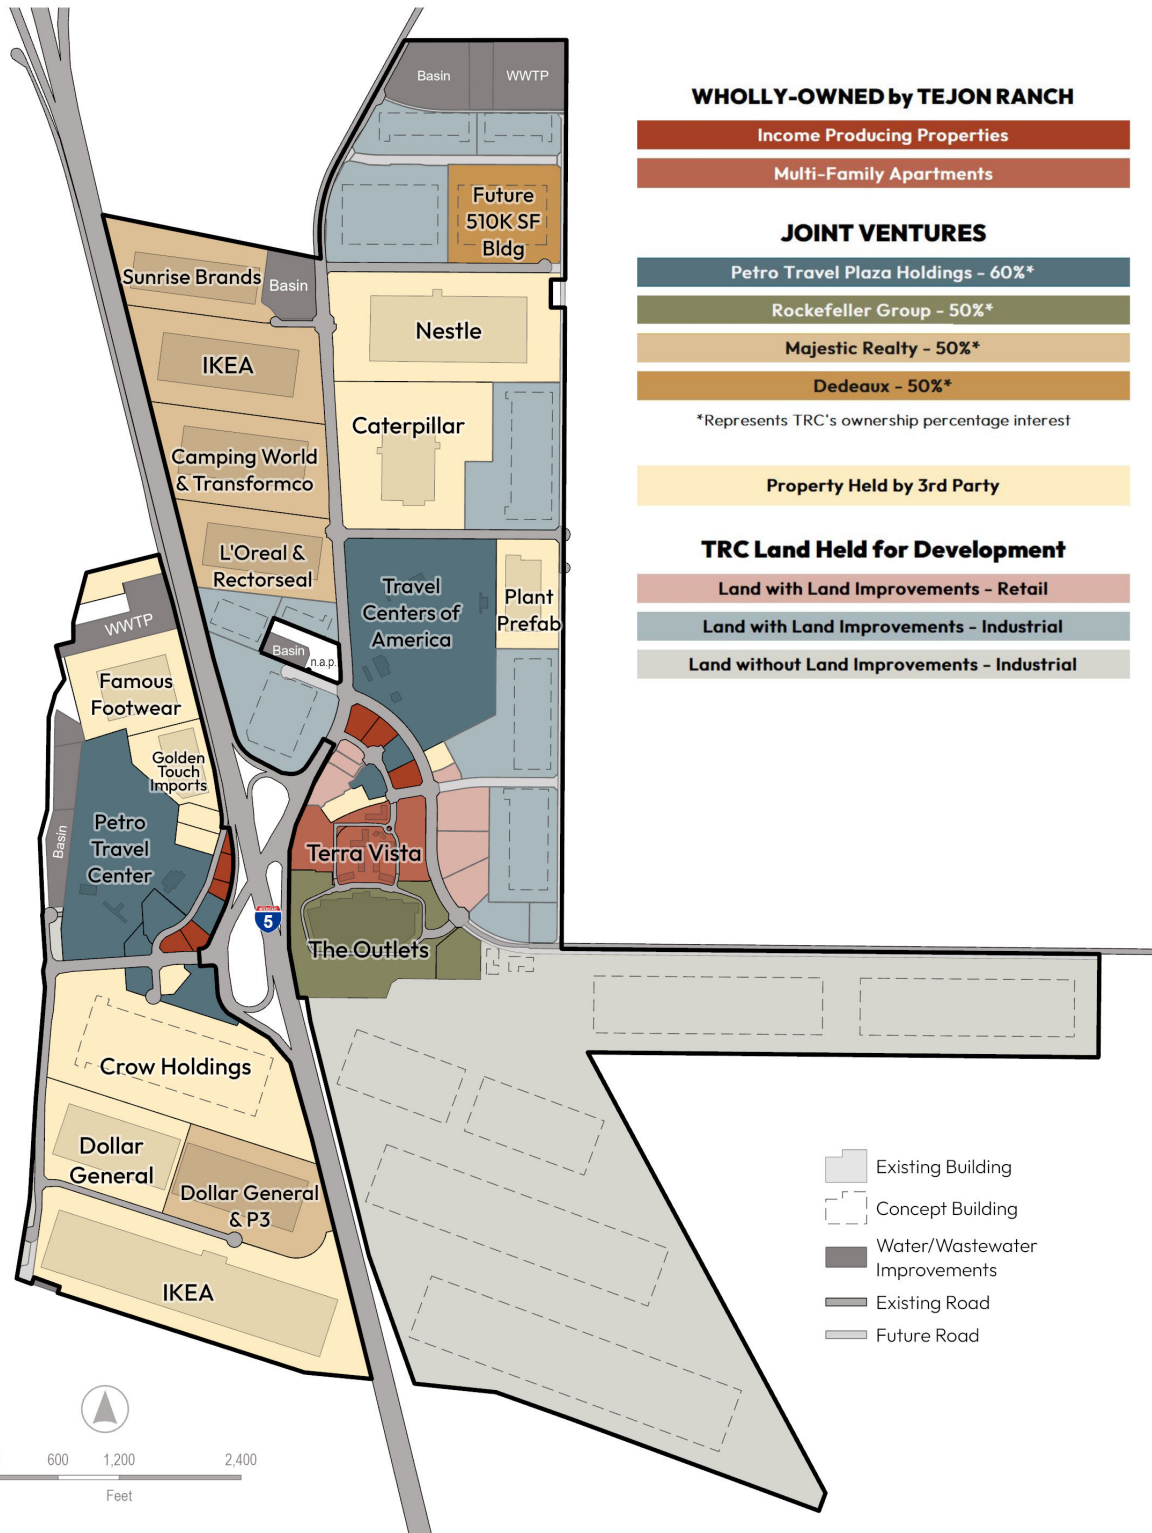 Basin
WWTP
Future
510K SF
Bldg
Sunrise Brands
Basin
Nestle
IKEA
Caterpillar
Camping World
& Transformco
L'Oreal &
Rectorseal
Travel
Centers of
America
Plant
Prefab
WWTP
Basin
n.a.p.
Famous
Footwear
Golden
Touch
Imports
Petro
Travel
Center
Basin
Terra Vista
5
The Outlets
Crow Holdings
Dollar
General
Dollar General
& P3
IKEA
WHOLLY-OWNED by TEJON RANCH
Income Producing Properties
Multi-Family Apartments
JOINT VENTURES
Petro Travel Plaza Holdings - 60%*
Rockefeller Group - 50%*
Majestic Realty - 50%*
Dedeaux - 50%*
*Represents TRC's ownership percentage interest
Property Held by 3rd Party
TRC Land Held for Development
Land with Land Improvements - Retail
Land with Land Improvements - Industrial
Land without Land Improvements - Industrial
Existing Building
Concept Building
Water/Wastewater
Improvements
Existing Road
Future Road
600 1,200 2,400
Feet